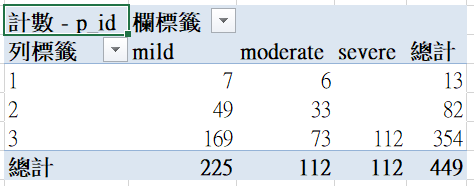 計數 - p_id 欄標籤
列標籤 mild moderate severe 總計
1 7 6 13
2 49 33 82
3 169 73 112 354
總計 225 112 112 449